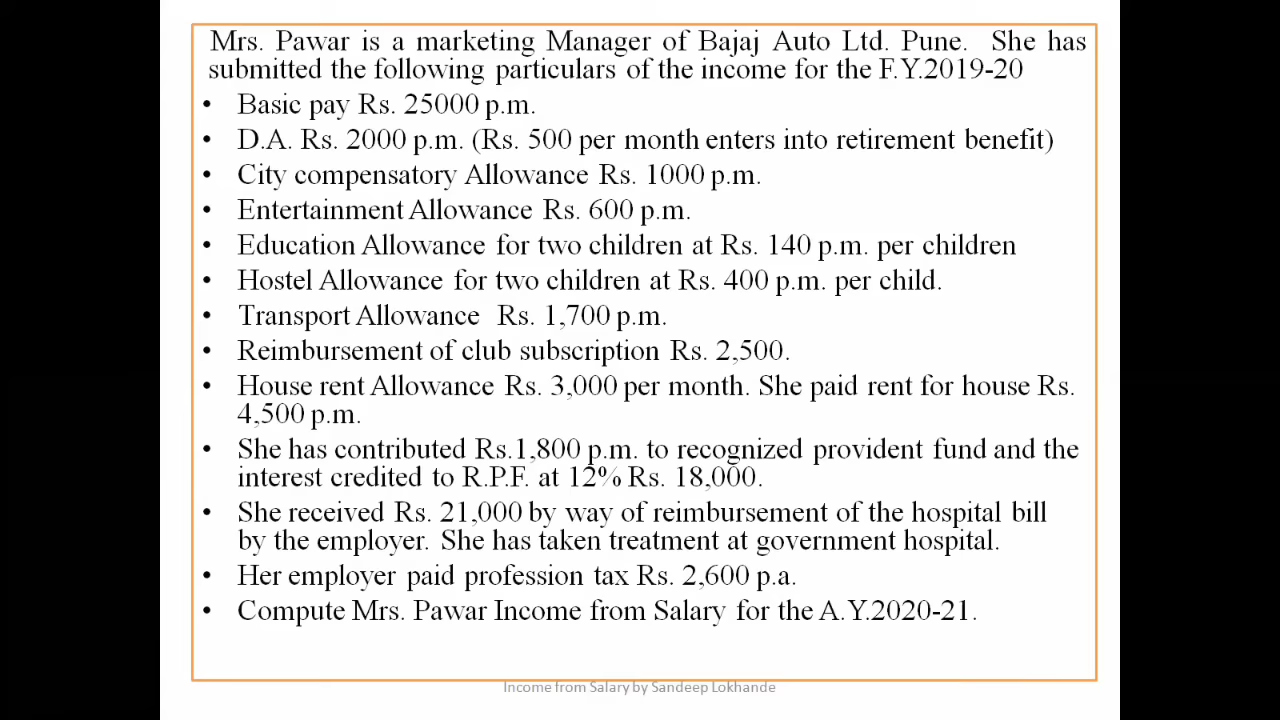 Mrs. Pawar is a marketing Manager of Bajaj Auto Ltd. Pune. She has
submitted the following particulars of the income for the F.Y.2019-20
• Basic pay Rs. 25000 p.m.
• D.A. Rs. 2000 p.m. (Rs. 500 per month enters into retirement benefit)
• City compensatory Allowance Rs. 1000 p.m.
• Entertainment Allowance Rs. 600 p.m.
• Education Allowance for two children at Rs. 140 p.m. per children
• Hostel Allowance for two children at Rs. 400 p.m. per child.
• Transport Allowance Rs. 1,700 p.m.
• Reimbursement of club subscription Rs. 2,500.
• House rent Allowance Rs. 3,000 per month. She paid rent for house Rs.
4,500 p.m.
• She has contributed Rs.1,800 p.m. to recognized provident fund and the
interest credited to R.P.F. at 12% Rs. 18,000.
• She received Rs. 21,000 by way of reimbursement of the hospital bill
by the employer. She has taken treatment at government hospital.
• Her employer paid profession tax Rs. 2,600 p.a.
• Compute Mrs. Pawar Income from Salary for the A.Y.2020-21.
Income from Salary by Sandeep Lokhande